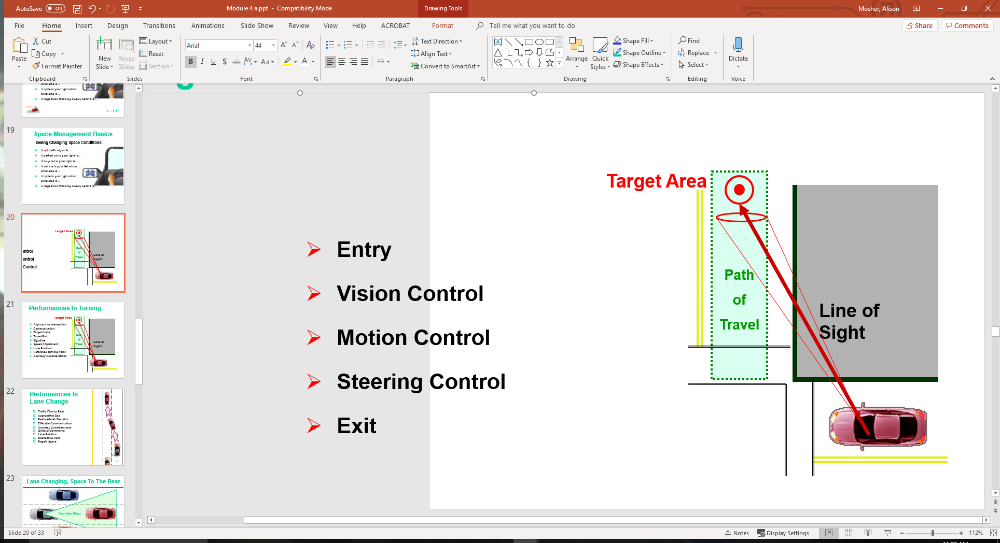 AutoSave Off
Module 4 a.ppt - Compatibility Mode
Drawing Tools
Mosher, Alison
File Home Insert Design Transitions Animations Slide Show Review View Help ACROBAT Format Tell me what you want to do Share Comments
Paste
Cut
Copy
Format Painter
Clipboard
New Slide
Reuse Slides
Layout
Reset
Section
Slides
Arial 44
B I U S ab AV Aa A
Font
Text Direction
Align Text
Convert to SmartArt
Paragraph
Arrange
Quick Styles
Shape Fill
Shape Outline
Shape Effects
Drawing
Find
Replace
Select
Editing
Dictate
Voice
blind area is...
A cycle in your right mirror
blind area is...
A large truck following closely behind is...
19
Space Management Basics
Seeing Changing Space Conditions:
A red traffic signal is...
A parked car to your right is...
A bicyclist to your right is...
A vehicle in your left mirror
blind area is...
A cycle in your right mirror
blind area is...
A large truck following closely behind is...
20
Target Area
Path
of
Travel
Line of
Sight
ontrol
ontrol
Control
21
Performances In Turning
Target Area
Approach to Intersection
Communication
Target Areas
Travel Path
Sightline
Speed Adjustment
Lane Position
Reference Turning Point
Courtesy Considerations
Path
of
Travel
Line of
Sight
22
Performances In
Lane Change
Traffic Flow to Rear
Appropriate Gap
Reduced-risk Decision
Effective Communication
Courtesy Considerations
Gradual Movements
Lane Position
Recheck to Rear
Regain Space
23
Lane Changing, Space To The Rear
Rear-View Mirror
Entry
Vision Control
Motion Control
Steering Control
Exit
Target Area
Path
of
Travel
Line of
Sight
Slide 20 of 33
Notes
Display Settings
112%